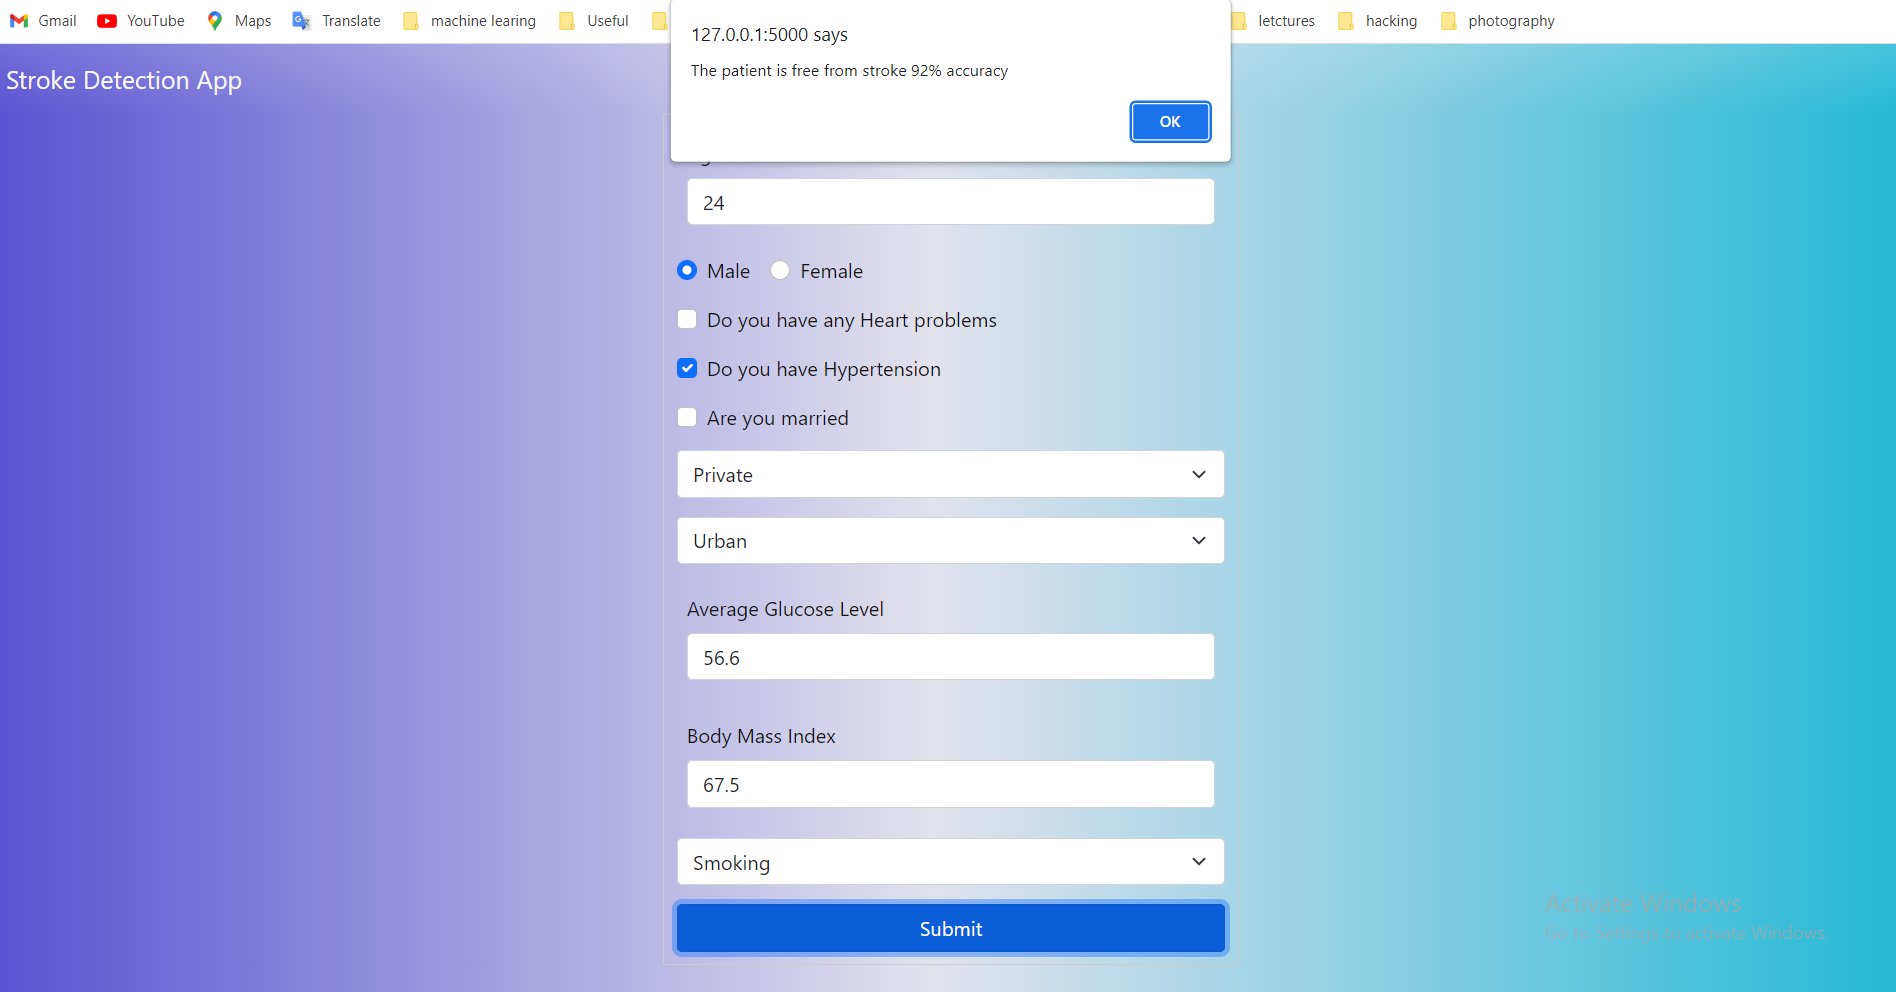 Gmail YouTube Maps Translate machine learing Useful letctures hacking photography
127.0.0.1:5000 says
The patient is free from stroke 92% accuracy
OK
Stroke Detection App
24
Male Female
Do you have any Heart problems
Do you have Hypertension
Are you married
Private
Urban
Average Glucose Level
56.6
Body Mass Index
67.5
Smoking
Submit
Activate Windows
Go to Settings to activate Windows.